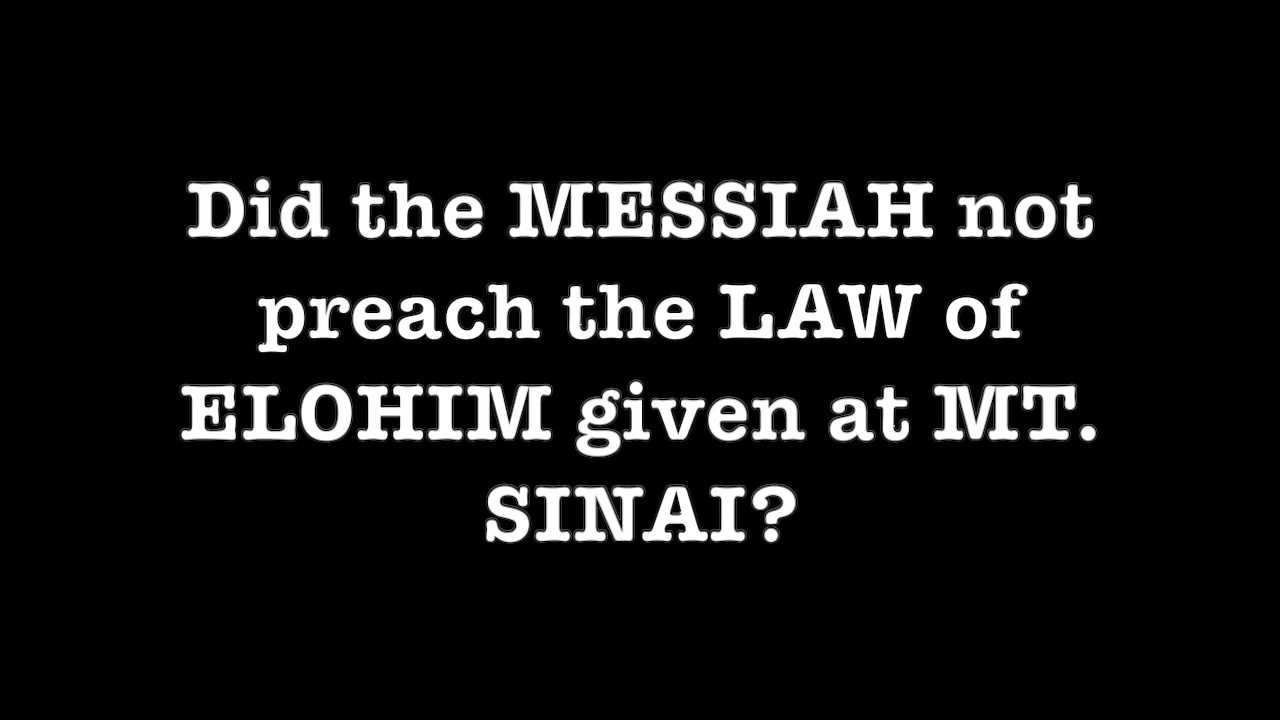 Did the MESSIAH not
preach the LAW of
ELOHIM given at MT.
SINAI?